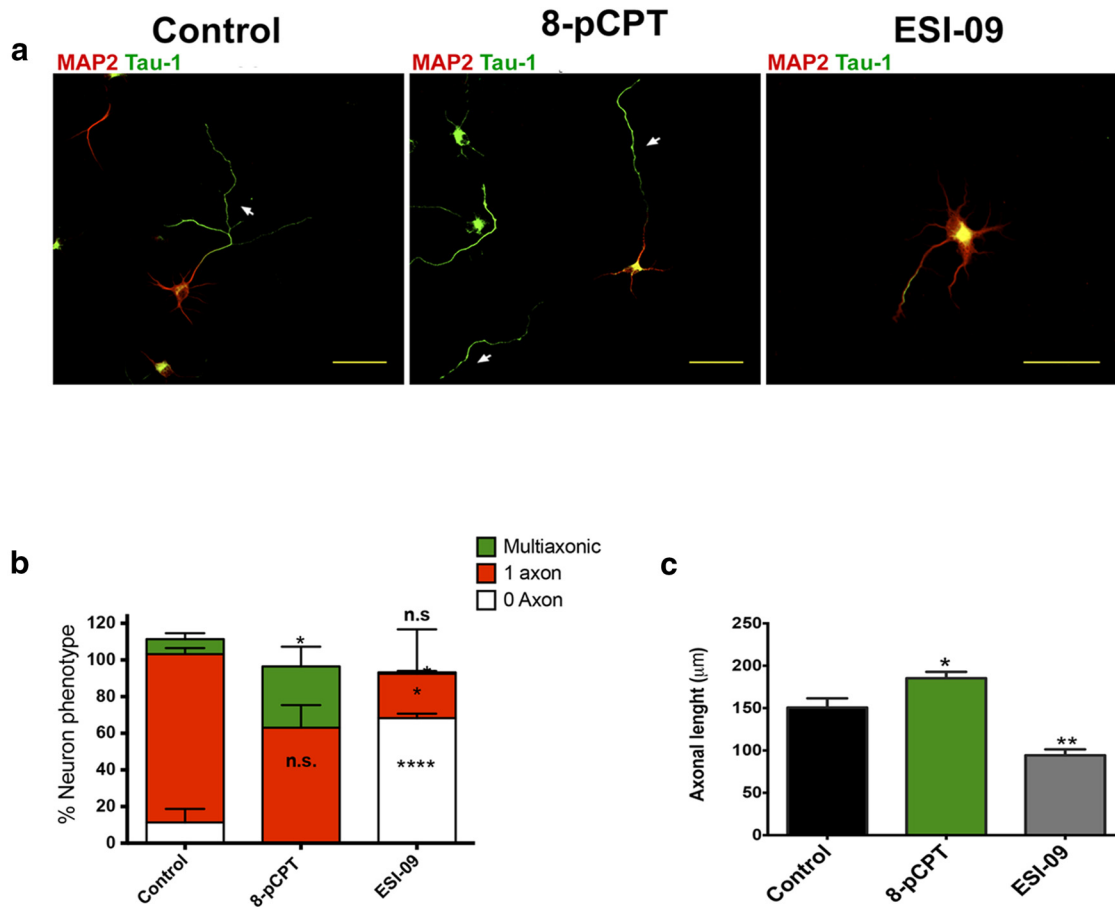 a
Control
8-pCPT
ESI-09
MAP2 Tau-1
MAP2 Tau-1
MAP2 Tau-1
b
Multiaxonic
1 axon
0 Axon
% Neuron phenotype
120
100
80
60
40
20
0
*
n.s.
n.s
*
*
****
Control
8-pCPT
ESI-09
c
Axonal lenght (μm)
250
200
150
100
50
0
*
**
Control
8-pCPT
ESI-09